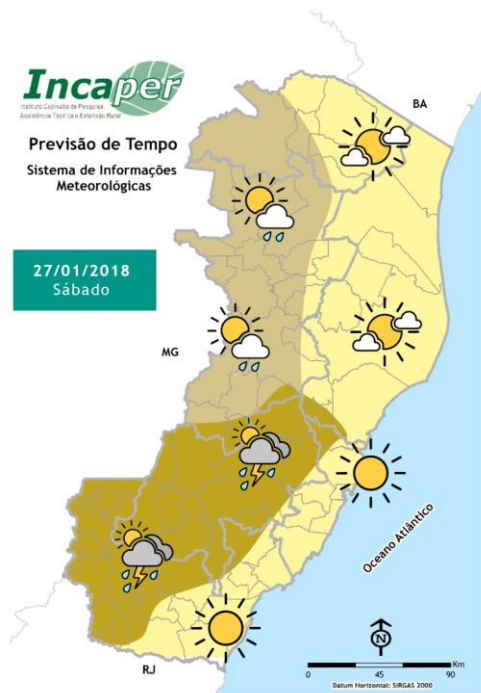 Incaper
Instituto Capixaba de Pesquisa,
Assistência Técnica e Extensão Rural
Previsão de Tempo
Sistema de Informações
Meteorológicas
27/01/2018
Sábado
BA
MG
Oceano Atlântico
RJ
N
Km
0 45 90
Datum Horizontal: SIRGAS 2000